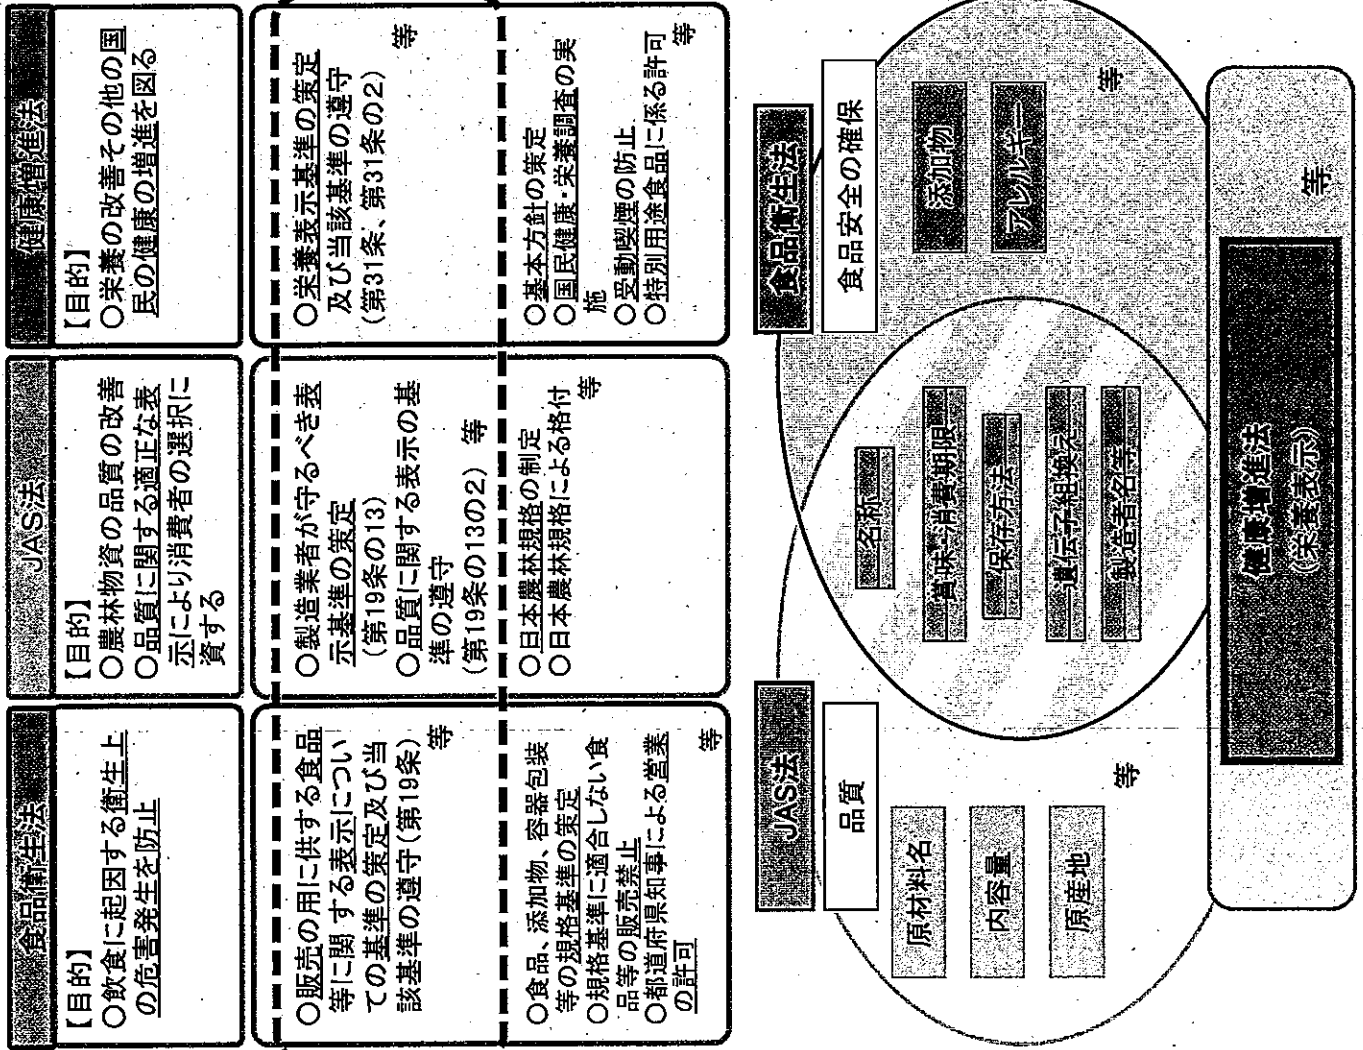 食品衛生法
【目的】
○飲食に起因する衛生上
の危害発生を防止
○販売の用に供する食品
等に関する表示につい
ての基準の策定及び当
該基準の遵守(第19条)
等
○食品、添加物、容器包装
等の規格基準の策定
○規格基準に適合しない食
品等の販売禁止
○都道府県知事による営業
の許可
等
JAS法
【目的】
○農林物資の品質の改善
○品質に関する適正な表
示により消費者の選択に
資する
○製造業者が守るべき表
示基準の策定
(第19条の13)
○品質に関する表示の基
準の遵守
(第19条の13の2) 等
○日本農林規格の制定
○日本農林規格による格付
等
健康増進法
【目的】
○栄養の改善その他の国
民の健康の増進を図る
○栄養表示基準の策定
及び当該基準の遵守
(第31条、第31条の2)
等
○基本方針の策定
○国民健康・栄養調査の実
施
○受動喫煙の防止
○特別用途食品に係る許可
等
JAS法
品質
原材料名
内容量
原産地
等
名称
賞味・消費期限
保存方法
遺伝子組換え
製造者名等
食品衛生法
食品安全の確保
添加物
アレルギー
等
健康増進法
(栄養表示)
等